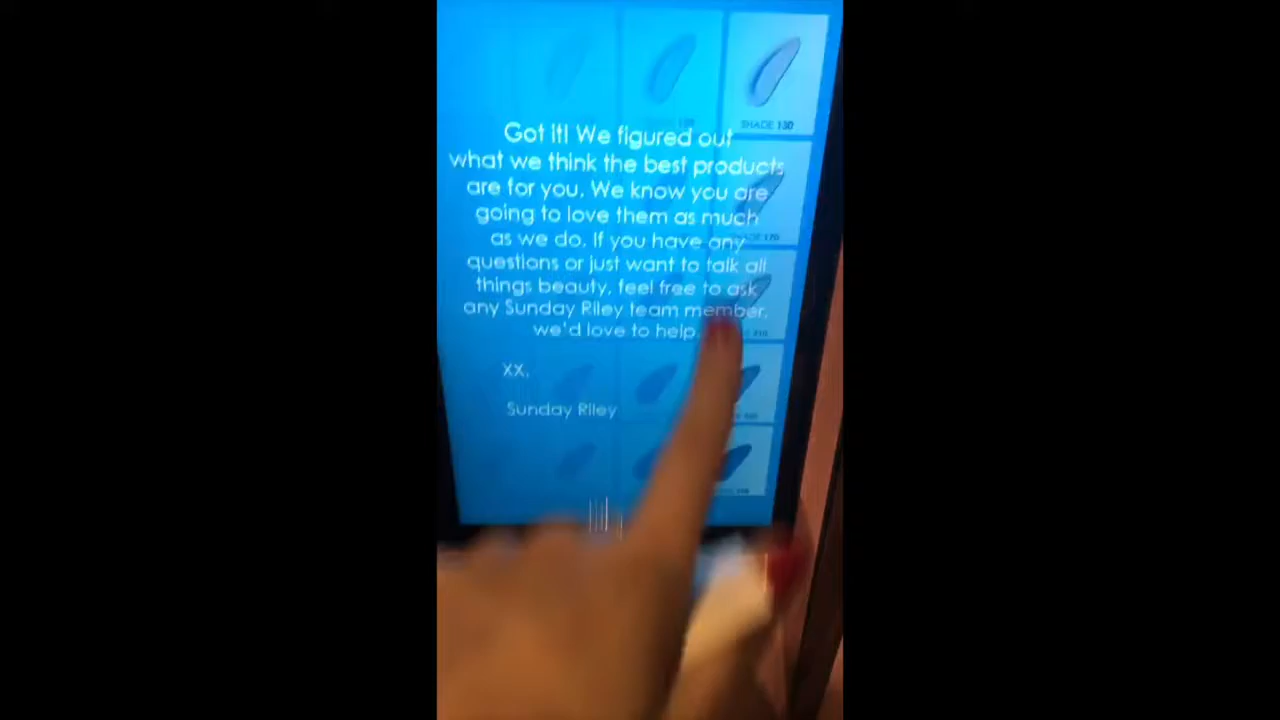 SHADE 130
Got it! We figured out
what we think the best products
are for you. We know you are
going to love them as much
as we do. If you have any
questions or just want to talk all
things beauty, feel free to ask
any Sunday Riley team member,
we'd love to help.
XX,
Sunday Riley